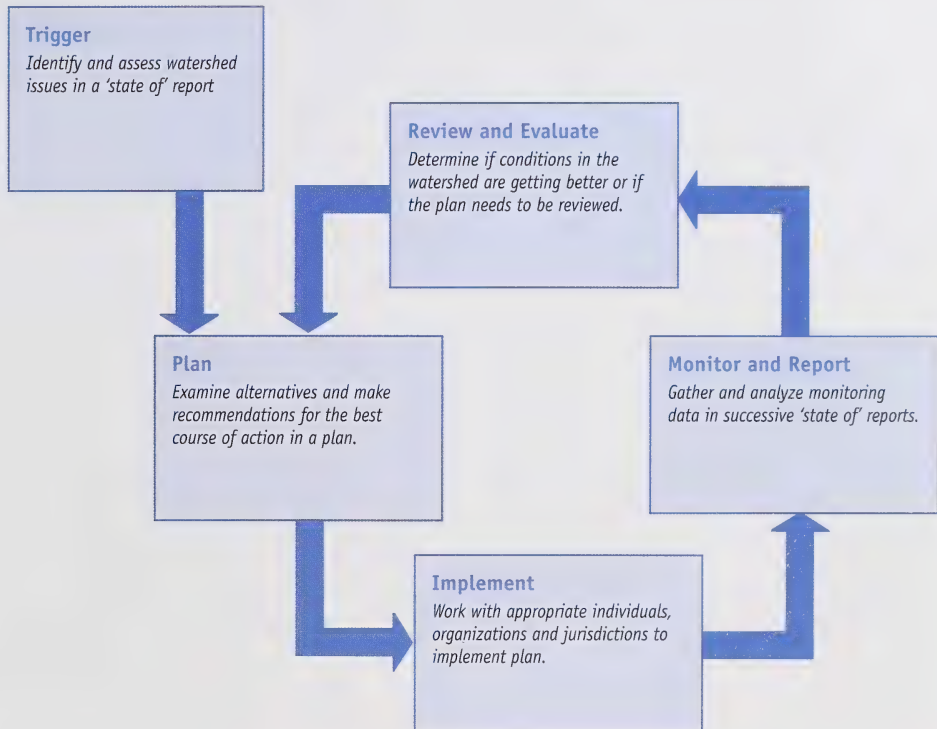 Trigger
Identify and assess watershed
issues in a ‘state of’ report
Review and Evaluate
Determine if conditions in the
watershed are getting better or if
the plan needs to be reviewed.
Plan
Examine alternatives and make
recommendations for the best
course of action in a plan.
Monitor and Report
Gather and analyze monitoring
data in successive ‘state of’ reports.
Implement
Work with appropriate individuals,
organizations and jurisdictions to
implement plan.